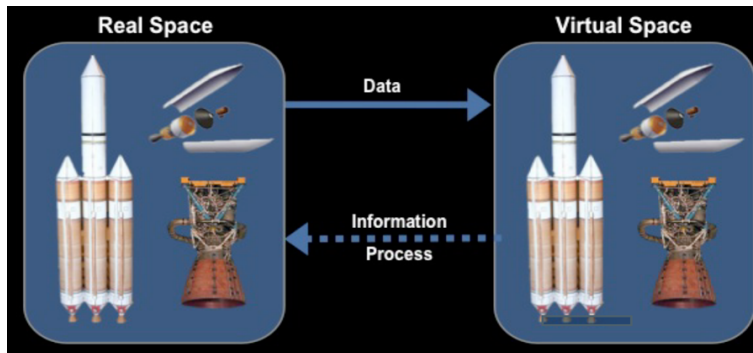 Real Space
Virtual Space
Data
Information
Process